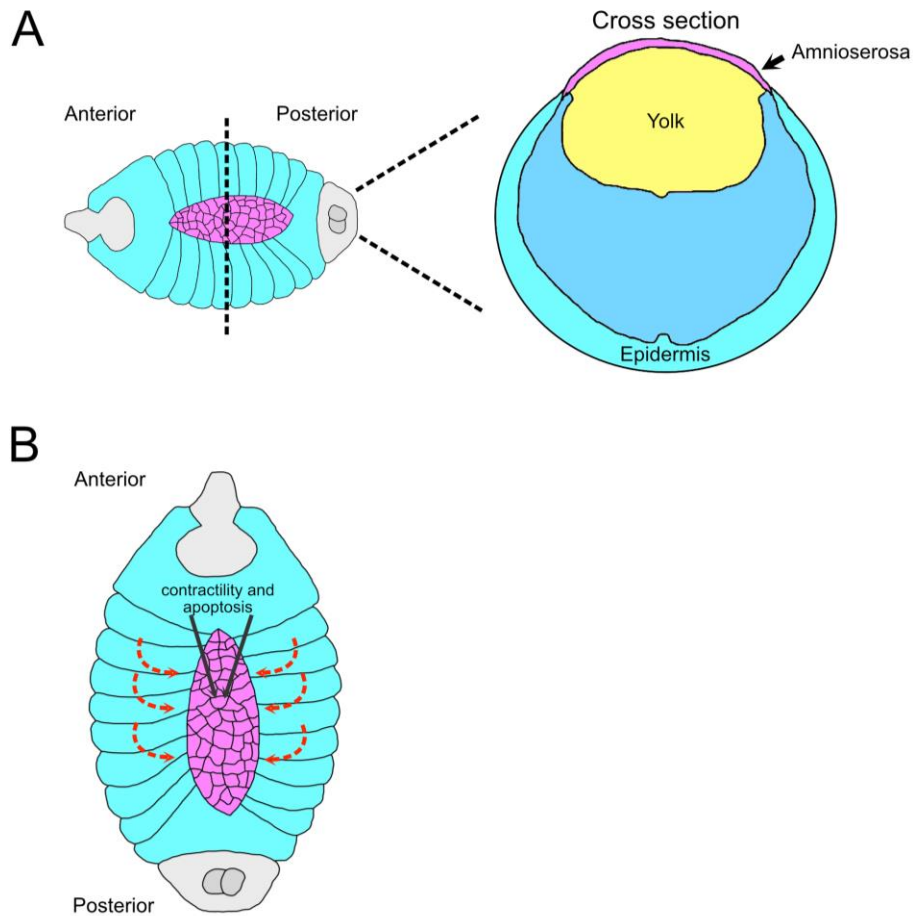 A
Cross section
Amnioserosa
Anterior
Posterior
Yolk
Epidermis
B
Anterior
contractility and
apoptosis
Posterior